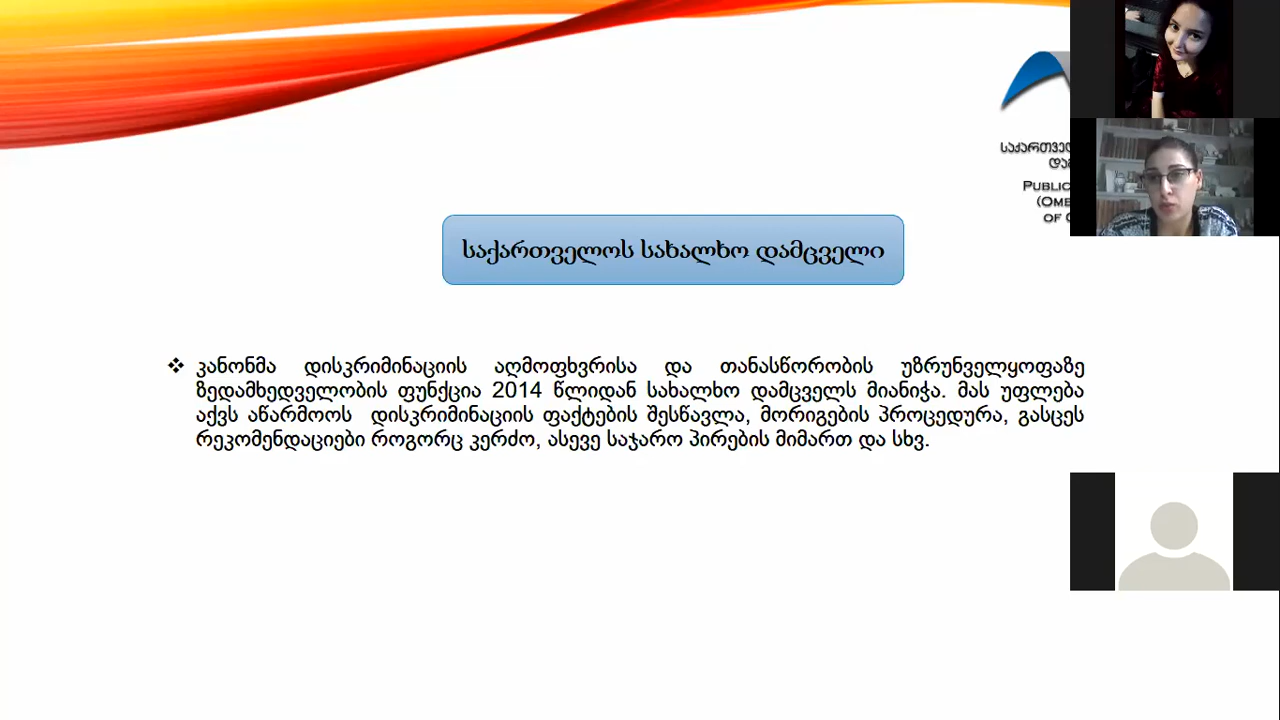 საქართველოს სახალხო დამცველი
❖ კანონმა დისკრიმინაციის აღმოფხვრისა და თანასწორობის უზრუნველყოფაზე
ზედამხედველობის ფუნქცია 2014 წლიდან სახალხო დამცველს მიანიჭა. მას უფლება
აქვს აწარმოოს დისკრიმინაციის ფაქტების შესწავლა, მორიგების პროცედურა, გასცეს
რეკომენდაციები როგორც კერძო, ასევე საჯარო პირების მიმართ და სხვ.
PUBLIC
OF